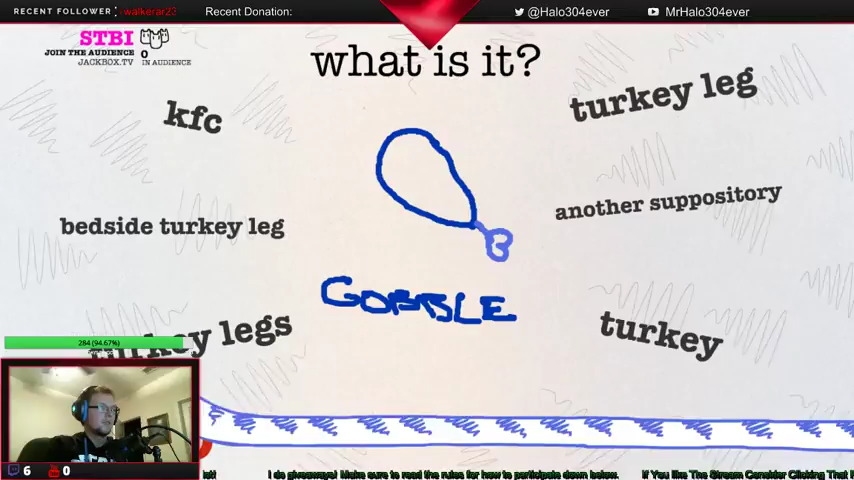 RECENT FOLLOWER : walkerar23 Recent Donation: @Halo304ever MrHalo304ever
STBI
JOIN THE AUDIENCE 0
JACKBOX.TV IN AUDIENCE
what is it?
kfc
turkey leg
bedside turkey leg
another suppository
GOBBLE
turkey legs
turkey
284 (94.67%)
6 0
I do giveaways! Make sure to read the rules for how to participate down below. If You Like The Stream Consider Clicking That